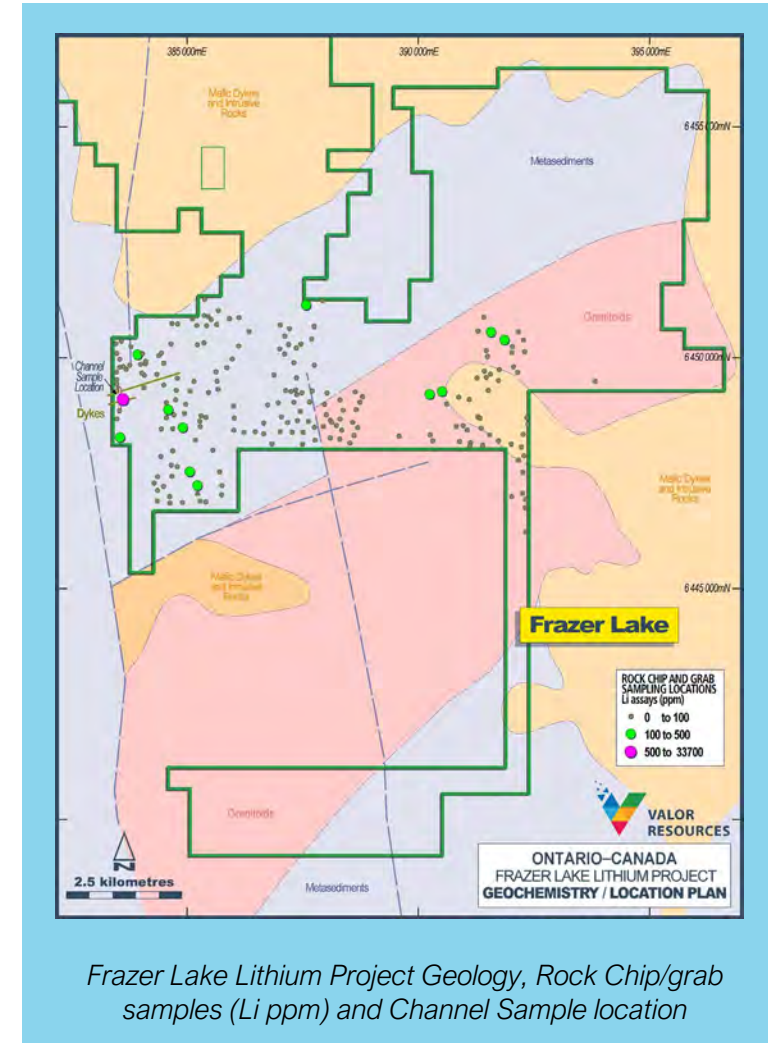 385 000mE
390 000mE
395 000mE
Mafic Dykes
and Intrusive
Rocks
6 455 000mN
Metasediments
Granitoids
6 450 000mN
Channel
Sample
Location
Dykes
Mafic Dykes
and Intrusive
Rocks
Mafic Dykes
and Intrusive
Rocks
6 445 000mN
Frazer Lake
ROCK CHIP AND GRAB
SAMPLING LOCATIONS
Li assays (ppm)
0 to 100
100 to 500
500 to 33700
Granitoids
VALOR
RESOURCES
N
2.5 kilometres
Metasediments
ONTARIO–CANADA
FRAZER LAKE LITHIUM PROJECT
GEOCHEMISTRY / LOCATION PLAN
Frazer Lake Lithium Project Geology, Rock Chip/grab
samples (Li ppm) and Channel Sample location